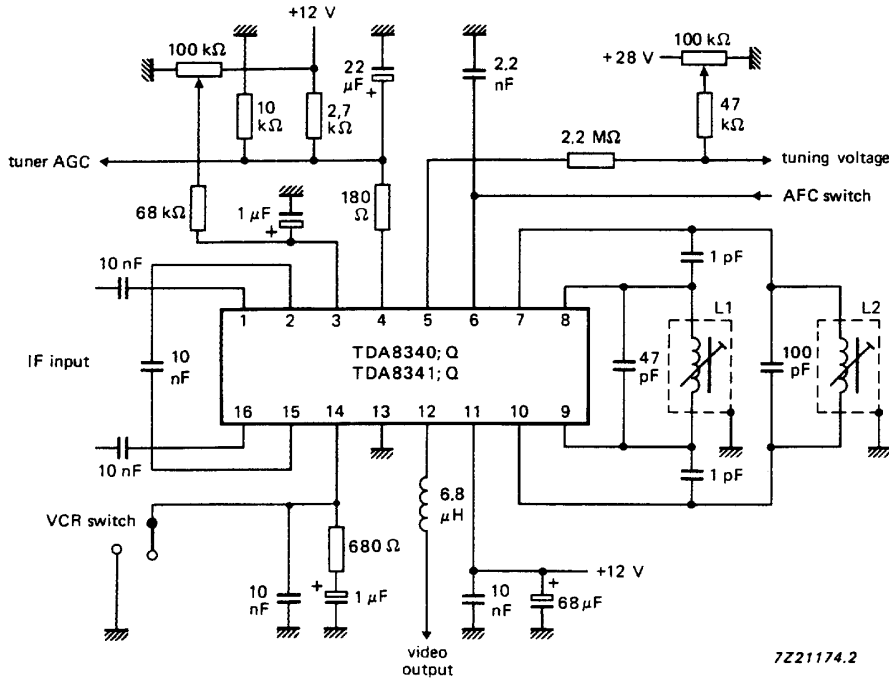 +12 V
100 kΩ
22 µF +
10 kΩ
2,7 kΩ
2,2 nF
+28 V
100 kΩ
47 kΩ
2,2 MΩ
tuner AGC
tuning voltage
68 kΩ
1 µF +
180 Ω
AFC switch
10 nF
1 pF
1 2 3 4 5 6 7 8
L1
L2
IF input
10 nF
TDA8340; Q
TDA8341; Q
47 pF
100 pF
16 15 14 13 12 11 10 9
10 nF
1 pF
VCR switch
6,8 µH
680 Ω
10 nF
+
1 µF
+12 V
10 nF
+
68 µF
video
output
7Z21174.2